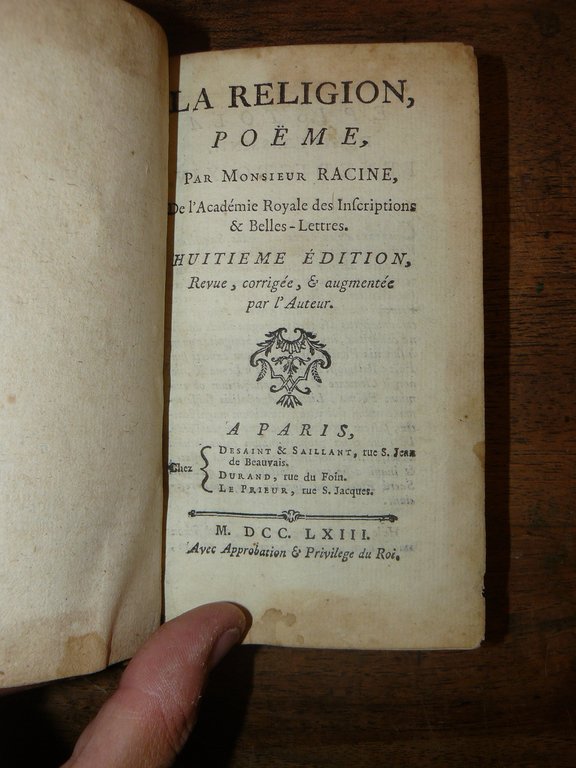 LA RELIGION,
POËME,
PAR MONSIEUR RACINE,
De l'Académie Royale des Inſcriptions
& Belles-Lettres.
HUITIEME ÉDITION,
Revue, corrigée, & augmentée
par l'Auteur.
A PARIS,
Chez
DESAINT & SAILLANT, rue S. Jean
de Beauvais.
DURAND, rue du Foin.
LE PRIEUR, rue S. Jacques.
M. DCC. LXIII.
Avec Approbation & Privilege du Roi.